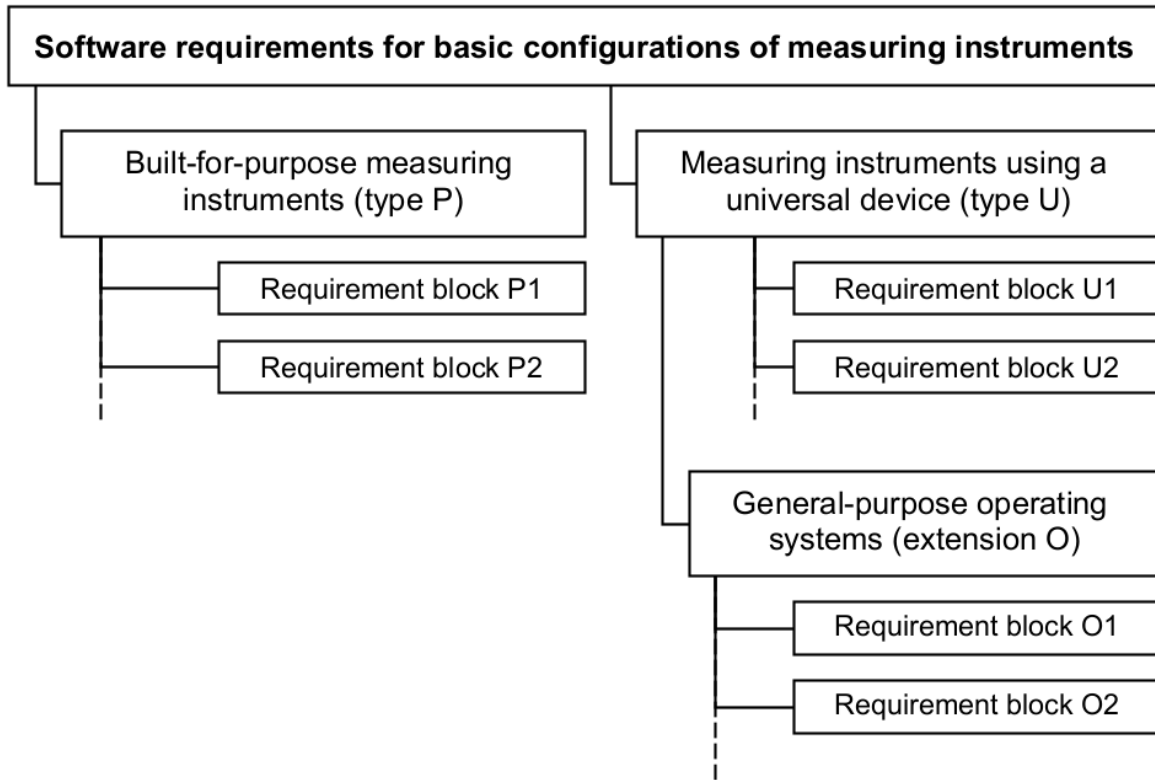 Software requirements for basic configurations of measuring instruments
Built-for-purpose measuring
instruments (type P)
Requirement block P1
Requirement block P2
Measuring instruments using a
universal device (type U)
Requirement block U1
Requirement block U2
General-purpose operating
systems (extension O)
Requirement block O1
Requirement block O2